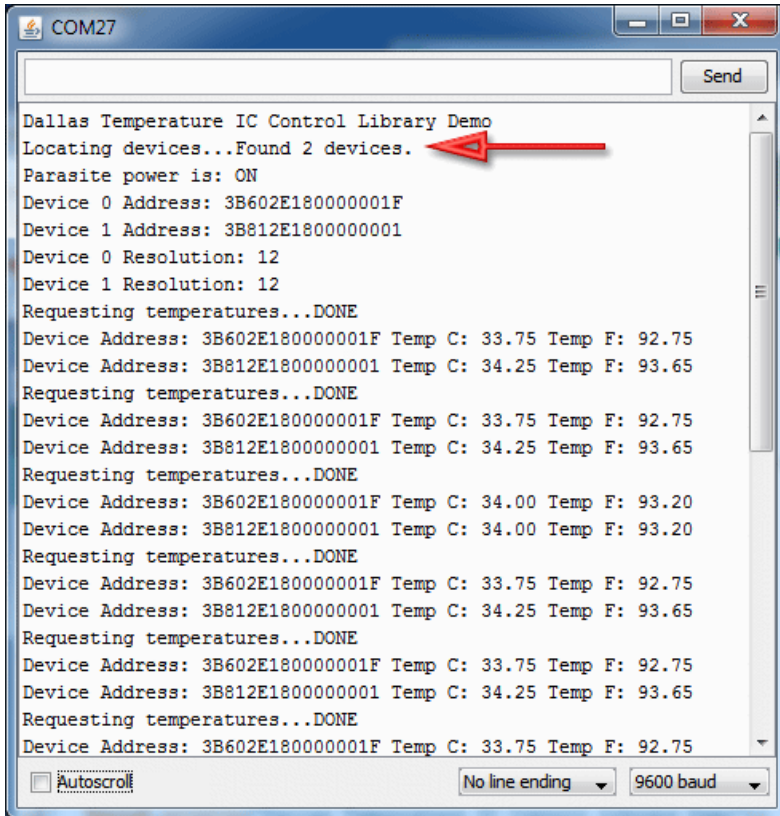 COM27
Send
Dallas Temperature IC Control Library Demo
Locating devices...Found 2 devices.
Parasite power is: ON
Device 0 Address: 3B602E180000001F
Device 1 Address: 3B812E1800000001
Device 0 Resolution: 12
Device 1 Resolution: 12
Requesting temperatures...DONE
Device Address: 3B602E180000001F Temp C: 33.75 Temp F: 92.75
Device Address: 3B812E1800000001 Temp C: 34.25 Temp F: 93.65
Requesting temperatures...DONE
Device Address: 3B602E180000001F Temp C: 33.75 Temp F: 92.75
Device Address: 3B812E1800000001 Temp C: 34.25 Temp F: 93.65
Requesting temperatures...DONE
Device Address: 3B602E180000001F Temp C: 34.00 Temp F: 93.20
Device Address: 3B812E1800000001 Temp C: 34.00 Temp F: 93.20
Requesting temperatures...DONE
Device Address: 3B602E180000001F Temp C: 33.75 Temp F: 92.75
Device Address: 3B812E1800000001 Temp C: 34.25 Temp F: 93.65
Requesting temperatures...DONE
Device Address: 3B602E180000001F Temp C: 33.75 Temp F: 92.75
Device Address: 3B812E1800000001 Temp C: 34.25 Temp F: 93.65
Requesting temperatures...DONE
Device Address: 3B602E180000001F Temp C: 33.75 Temp F: 92.75
Autoscroll No line ending 9600 baud